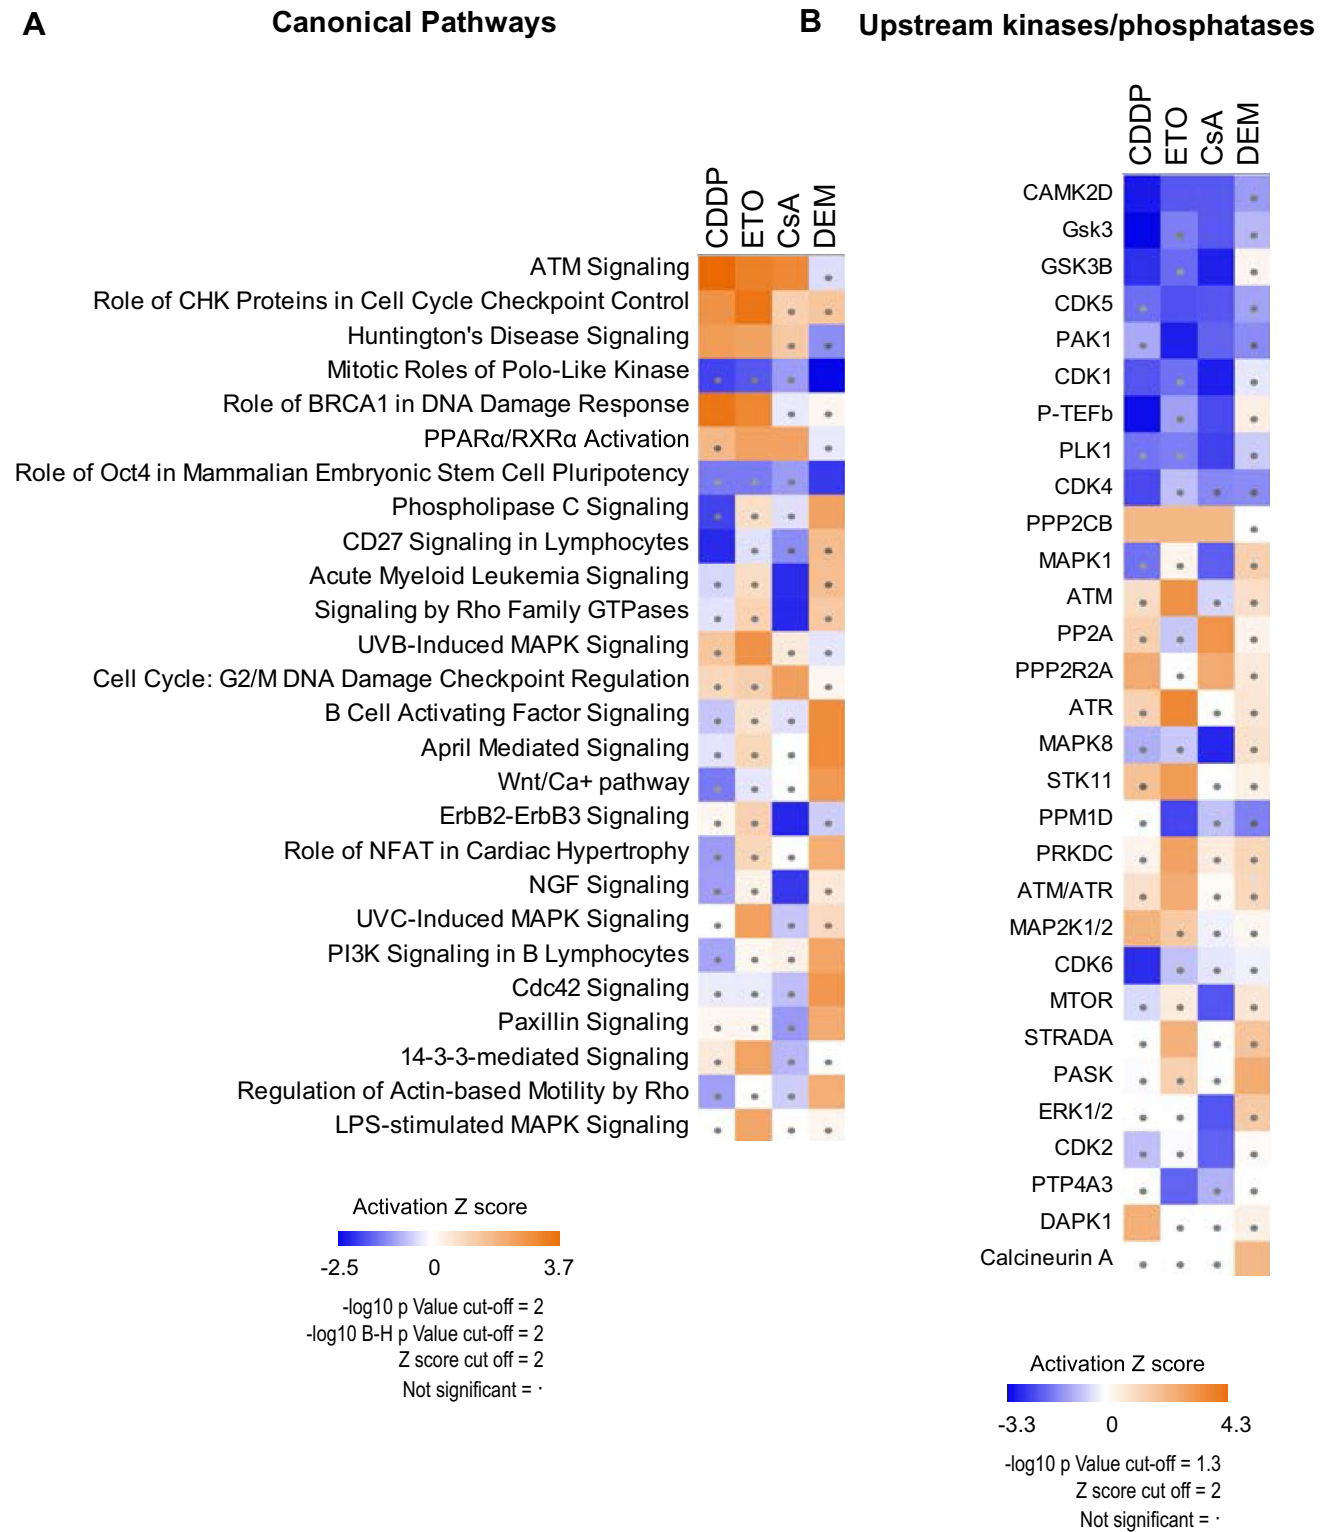 A
Canonical Pathways
CDDP
ETO
CsA
DEM
ATM Signaling
Role of CHK Proteins in Cell Cycle Checkpoint Control
Huntington's Disease Signaling
Mitotic Roles of Polo-Like Kinase
Role of BRCA1 in DNA Damage Response
PPARα/RXRα Activation
Role of Oct4 in Mammalian Embryonic Stem Cell Pluripotency
Phospholipase C Signaling
CD27 Signaling in Lymphocytes
Acute Myeloid Leukemia Signaling
Signaling by Rho Family GTPases
UVB-Induced MAPK Signaling
Cell Cycle: G2/M DNA Damage Checkpoint Regulation
B Cell Activating Factor Signaling
April Mediated Signaling
Wnt/Ca+ pathway
ErbB2-ErbB3 Signaling
Role of NFAT in Cardiac Hypertrophy
NGF Signaling
UVC-Induced MAPK Signaling
PI3K Signaling in B Lymphocytes
Cdc42 Signaling
Paxillin Signaling
14-3-3-mediated Signaling
Regulation of Actin-based Motility by Rho
LPS-stimulated MAPK Signaling
Activation Z score
-2.5 0 3.7
-log10 p Value cut-off = 2
-log10 B-H p Value cut-off = 2
Z score cut off = 2
Not significant = ·
B
Upstream kinases/phosphatases
CDDP
ETO
CsA
DEM
CAMK2D
Gsk3
GSK3B
CDK5
PAK1
CDK1
P-TEFb
PLK1
CDK4
PPP2CB
MAPK1
ATM
PP2A
PPP2R2A
ATR
MAPK8
STK11
PPM1D
PRKDC
ATM/ATR
MAP2K1/2
CDK6
MTOR
STRADA
PASK
ERK1/2
CDK2
PTP4A3
DAPK1
Calcineurin A
Activation Z score
-3.3 0 4.3
-log10 p Value cut-off = 1.3
Z score cut off = 2
Not significant = ·